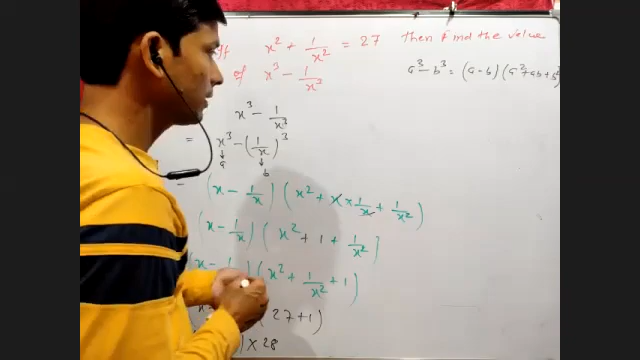 If x² + 1/x² = 27 then find the value
of x³ - 1/x³
a³-b³ = (a-b)(a²+ab+b²
x³ - 1/x³
= x³ - (1/x)³
a b
= (x - 1/x)(x² + x × 1/x + 1/x²)
(x - 1/x)(x² + 1 + 1/x²)
(x - 1/x)(x² + 1/x² + 1)
(27+1)
) × 28